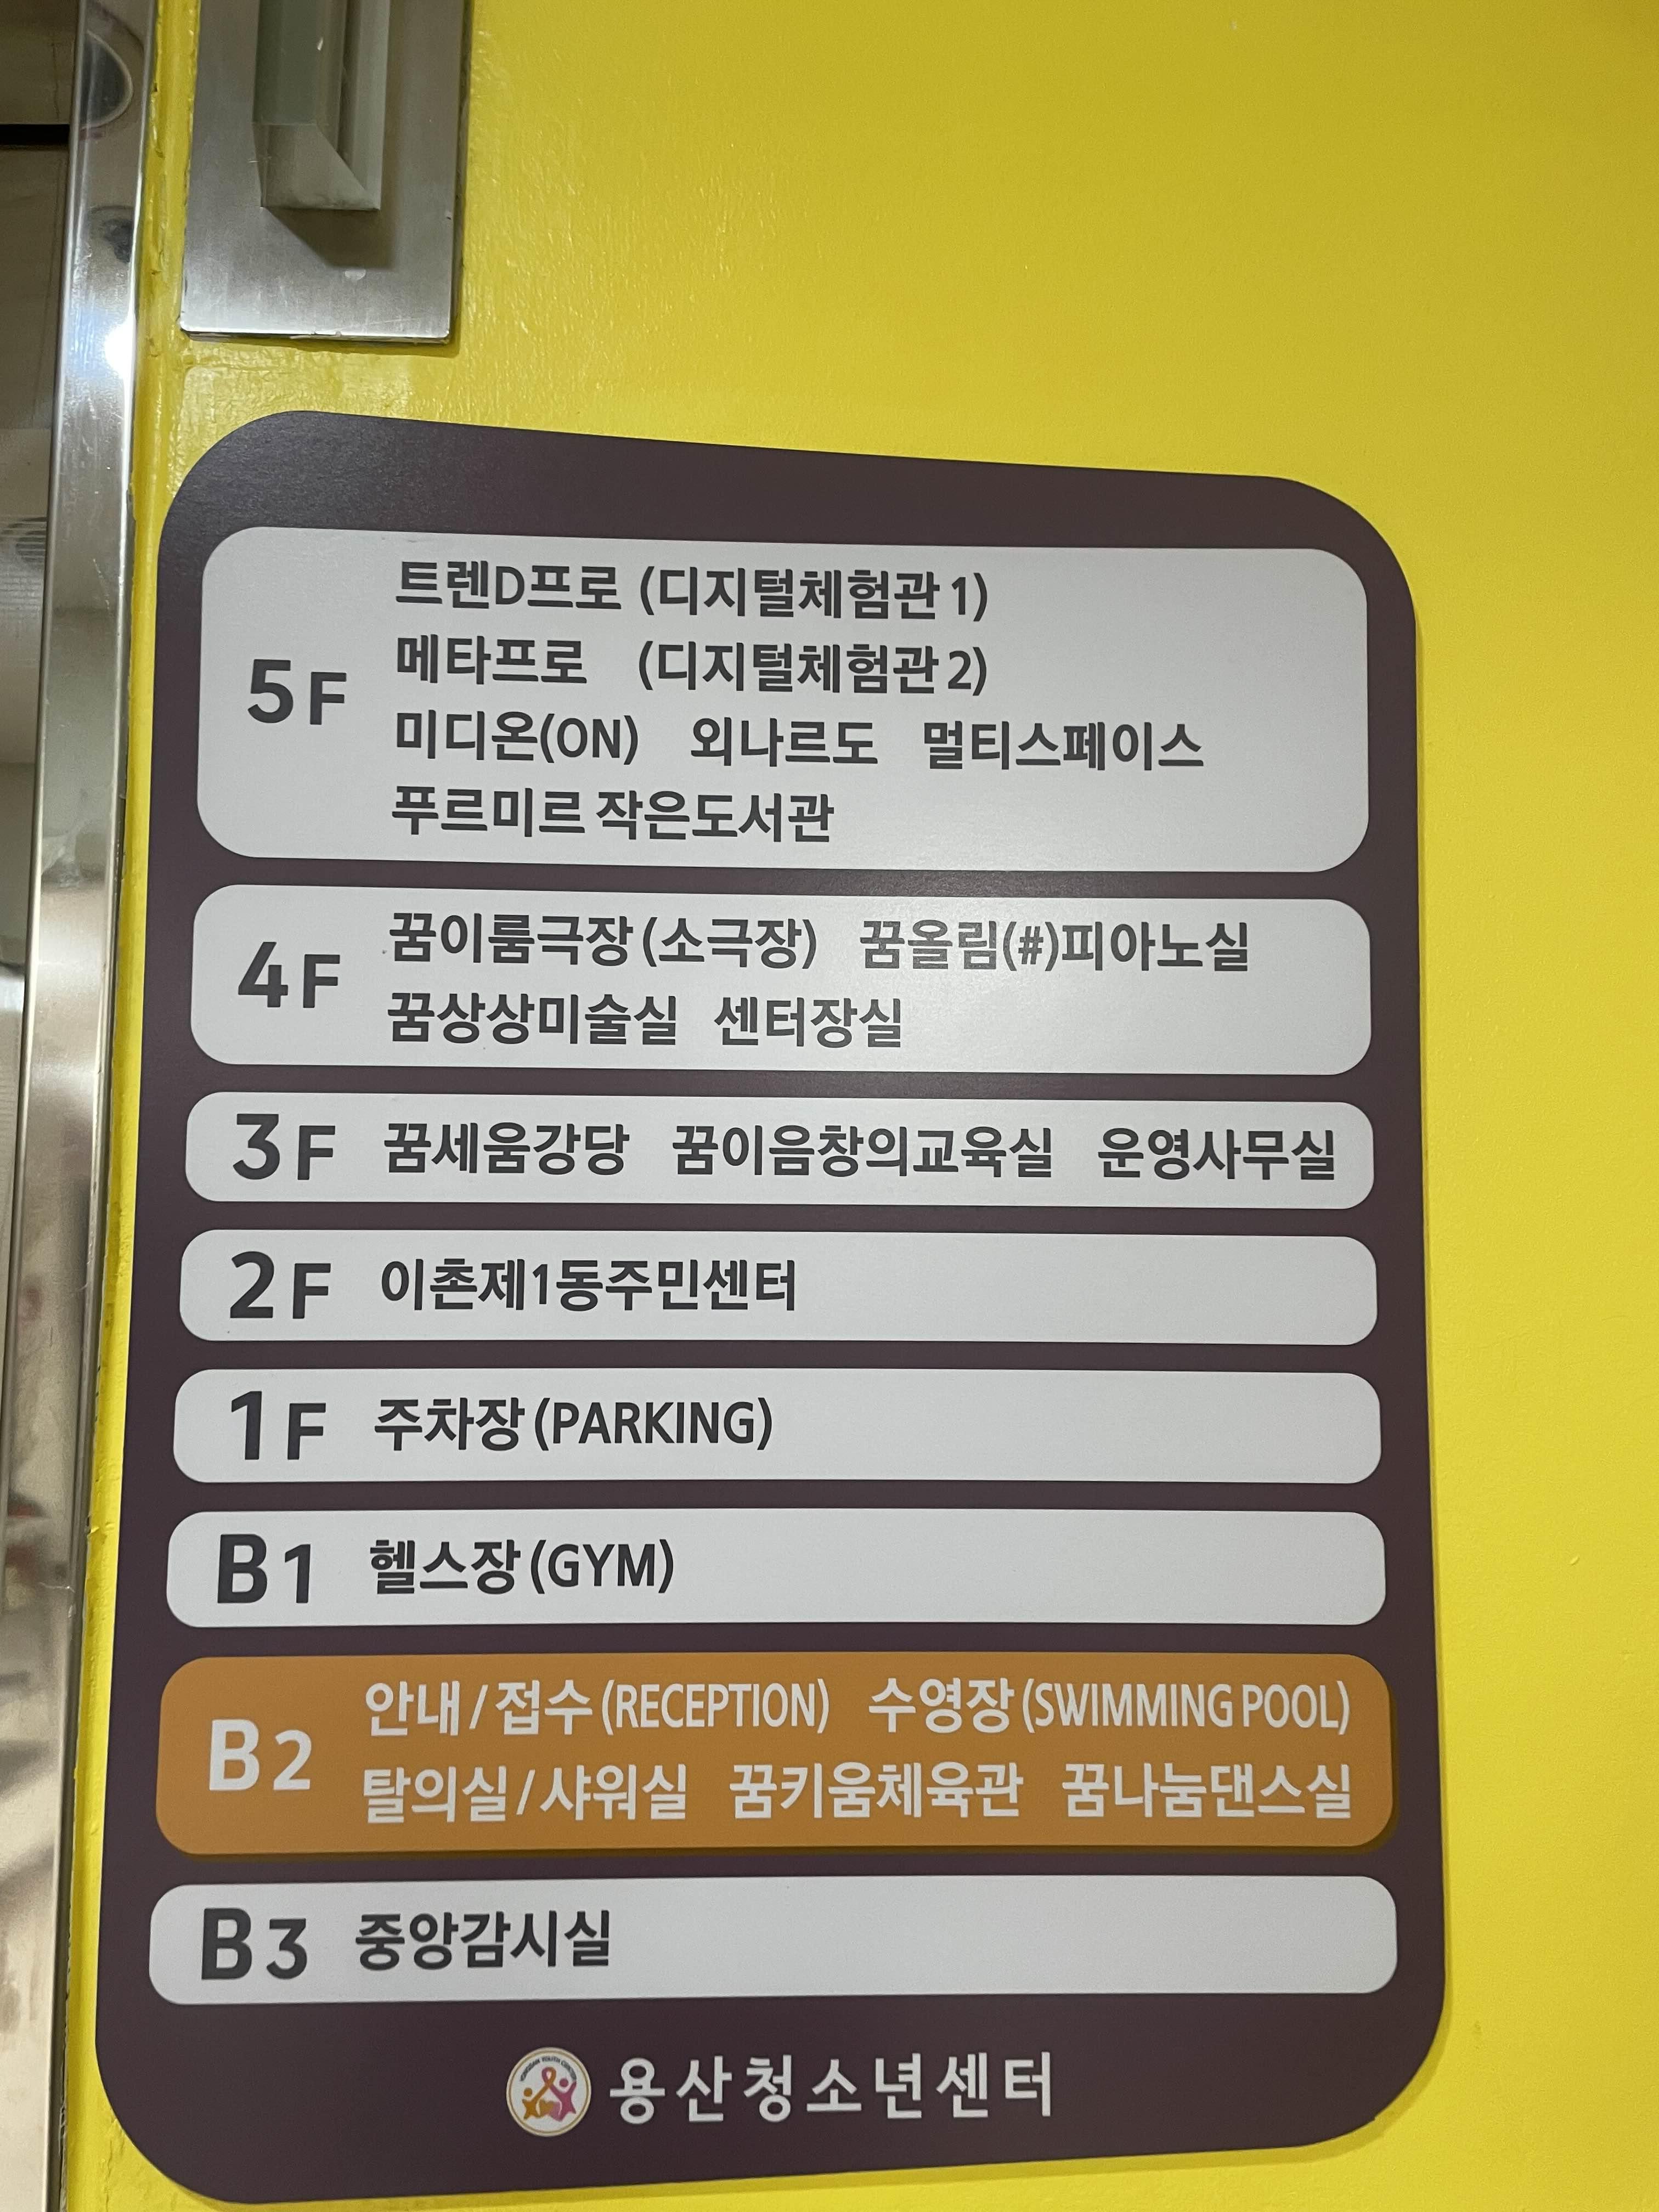 5F
트렌D프로 (디지털체험관 1)
메타프로 (디지털체험관 2)
미디온(ON) 외나르도 멀티스페이스
푸르미르 작은도서관
4F
꿈이룸극장 (소극장) 꿈올림(#)피아노실
꿈상상미술실 센터장실
3F 꿈세움강당 꿈이음창의교육실 운영사무실
2F 이촌제1동주민센터
1F 주차장 (PARKING)
B1 헬스장 (GYM)
B2
안내 / 접수 (RECEPTION) 수영장 (SWIMMING POOL)
탈의실 / 샤워실 꿈키움체육관 꿈나눔댄스실
B3 중앙감시실
YONGSAN YOUTH CENTER
용산청소년센터